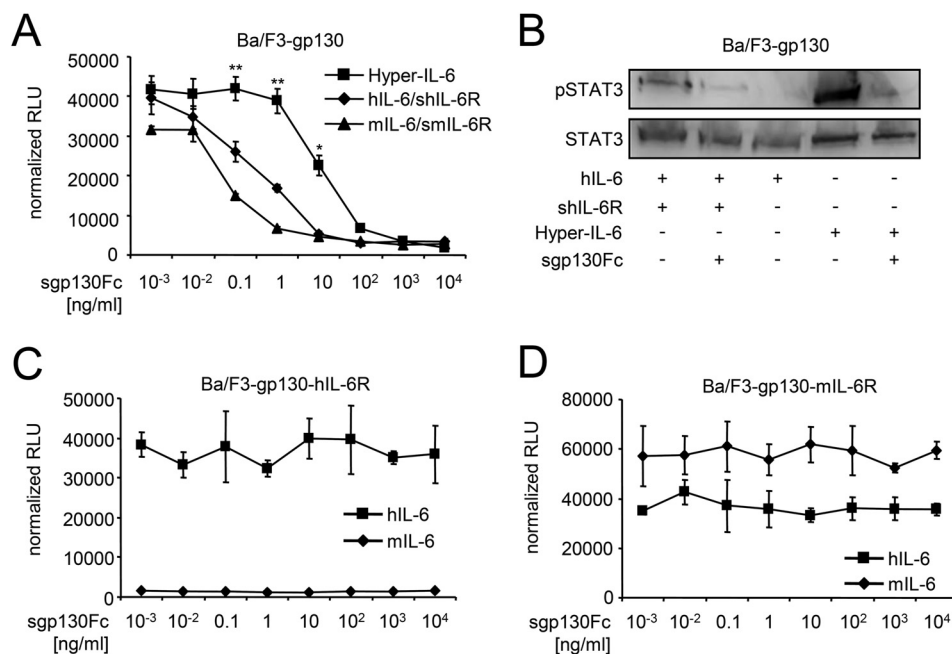 A
Ba/F3-gp130
normalized RLU
50000
40000
30000
20000
10000
0
** ** *
Hyper-IL-6
hIL-6/shIL-6R
mIL-6/smIL-6R
sgp130Fc 10-3 10-2 0.1 1 10 10² 10³ 10⁴
[ng/ml]
B
Ba/F3-gp130
pSTAT3
STAT3
hIL-6 + + + - -
shIL-6R + + - - -
Hyper-IL-6 - - - + +
sgp130Fc - + - - +
C
Ba/F3-gp130-hIL-6R
normalized RLU
50000
40000
30000
20000
10000
0
hIL-6
mIL-6
sgp130Fc 10-3 10-2 0.1 1 10 10² 10³ 10⁴
[ng/ml]
D
Ba/F3-gp130-mIL-6R
normalized RLU
80000
60000
40000
20000
0
hIL-6
mIL-6
sgp130Fc 10-3 10-2 0.1 1 10 10² 10³ 10⁴
[ng/ml]